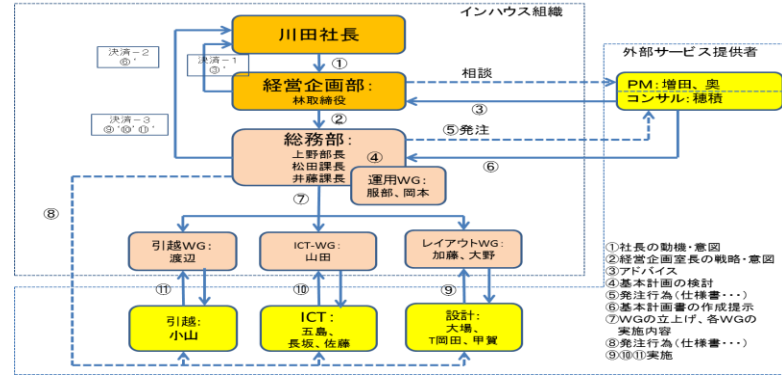 インハウス組織
川田社長
決済－2
⑥’
決済－1
③’
①
外部サービス提供者
経営企画部:
林取締役
相談
PM:増田、奥
コンサル:穂積
③
②
決済－3
⑨’⑩’⑪’
総務部:
上野部長
松田課長
井藤課長
④
⑤発注
⑥
運用WG:
服部、岡本
⑧
⑦
引越WG:
渡辺
ICT-WG:
山田
レイアウトWG:
加藤、大野
⑪
⑩
⑨
引越:
小山
ICT:
五島、
長坂、佐藤
設計:
大場、
T岡田、甲賀
①社長の動機・意図
②経営企画室長の戦略・意図
③アドバイス
④基本計画の検討
⑤発注行為(仕様書・・・)
⑥基本計画書の作成提示
⑦WGの立上げ、各WGの
実施内容
⑧発注行為(仕様書・・・)
⑨⑩⑪実施